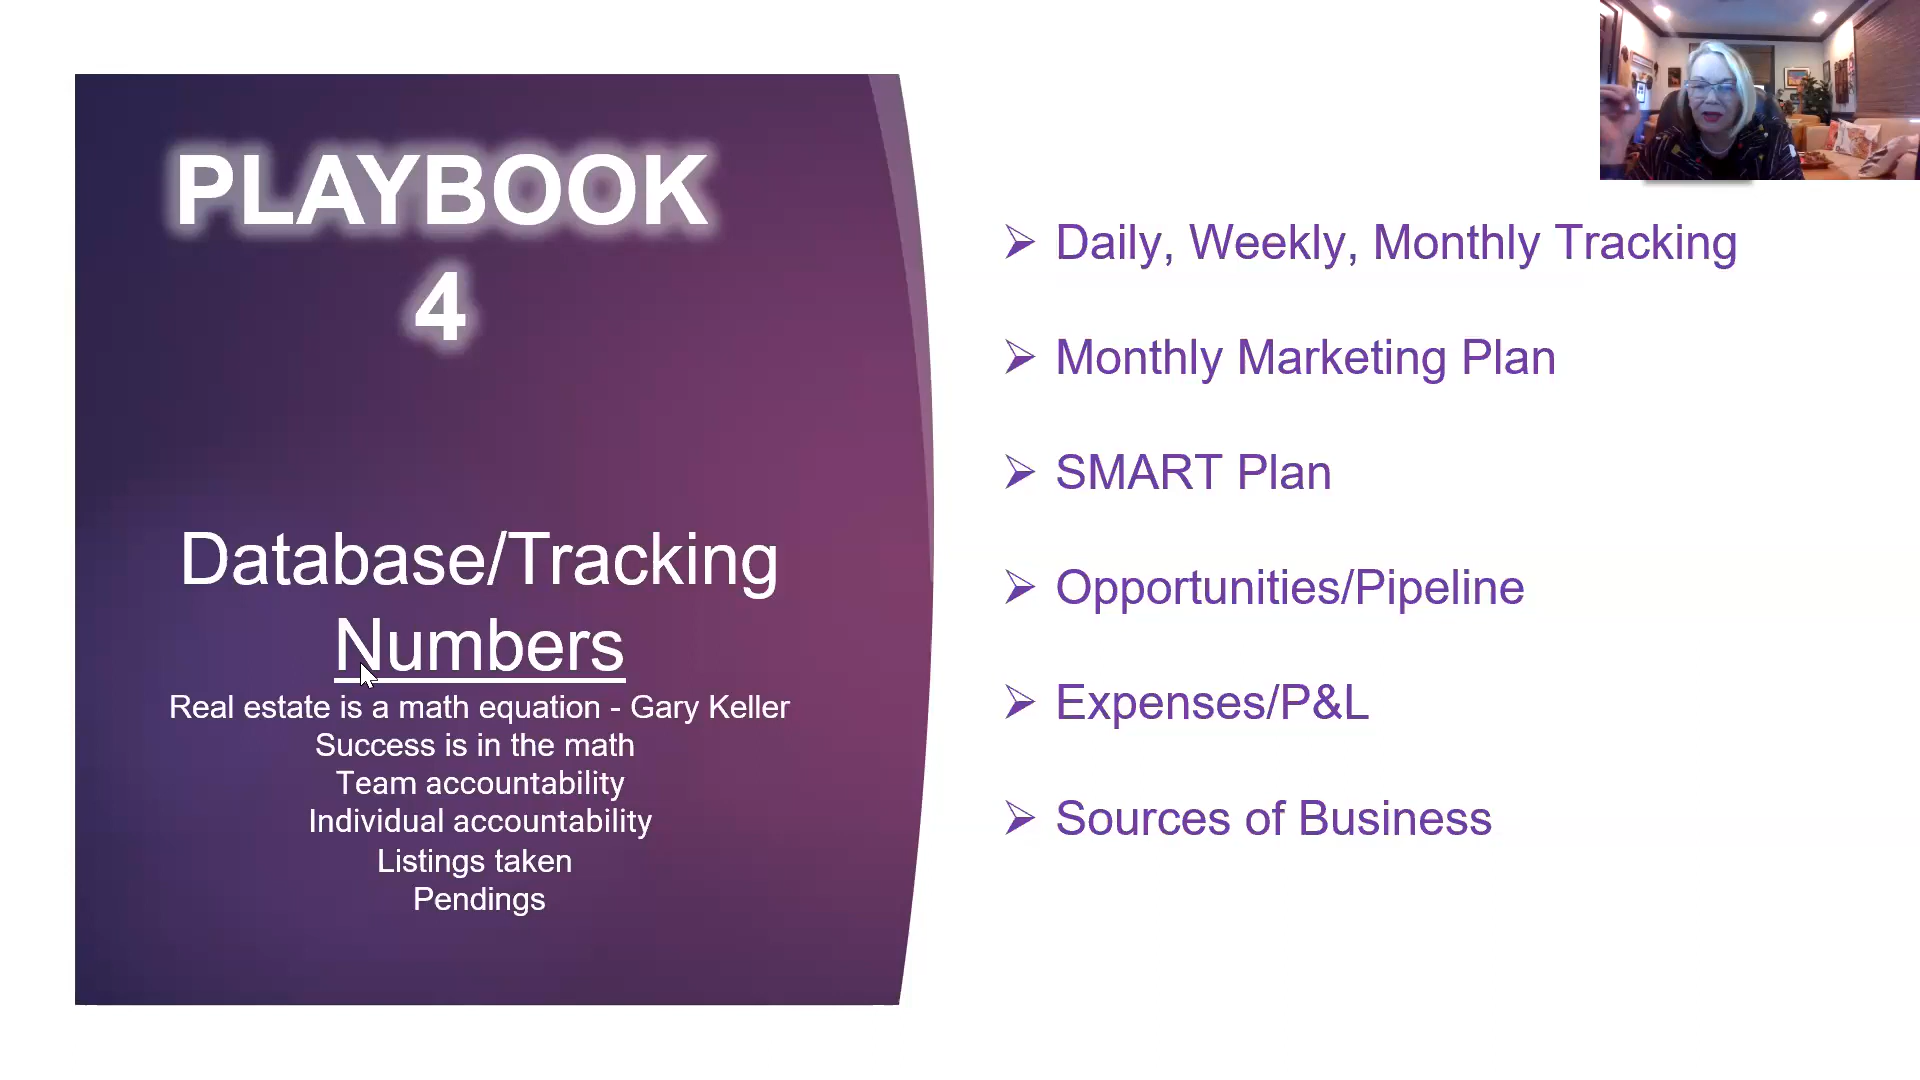 PLAYBOOK
4
Database/Tracking
Numbers
Real estate is a math equation - Gary Keller
Success is in the math
Team accountability
Individual accountability
Listings taken
Pendings
Daily, Weekly, Monthly Tracking
Monthly Marketing Plan
SMART Plan
Opportunities/Pipeline
Expenses/P&L
Sources of Business